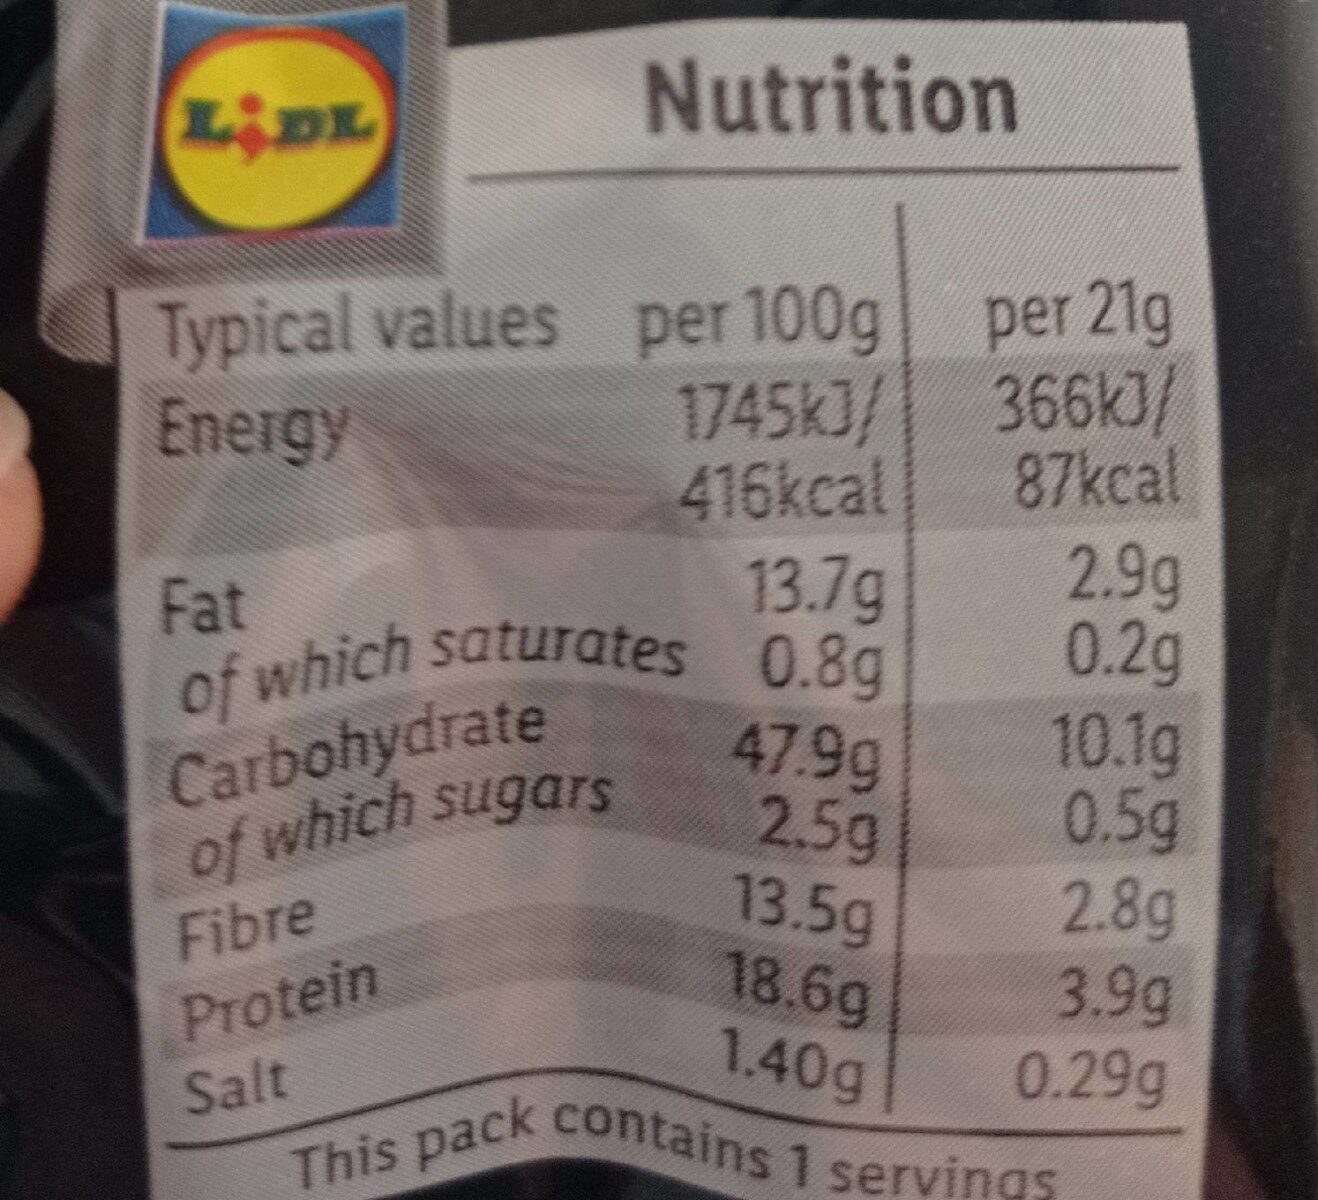 LiDL
Nutrition
Typical values per 100g per 21g
Energy 1745kJ/ 366kJ/
416kcal 87kcal
Fat 13.7g 2.9g
of which saturates 0.8g 0.2g
Carbohydrate 47.9g 10.1g
of which sugars 2.5g 0.5g
Fibre 13.5g 2.8g
Protein 18.6g 3.9g
Salt 1.40g 0.29g
This pack contains 1 servings